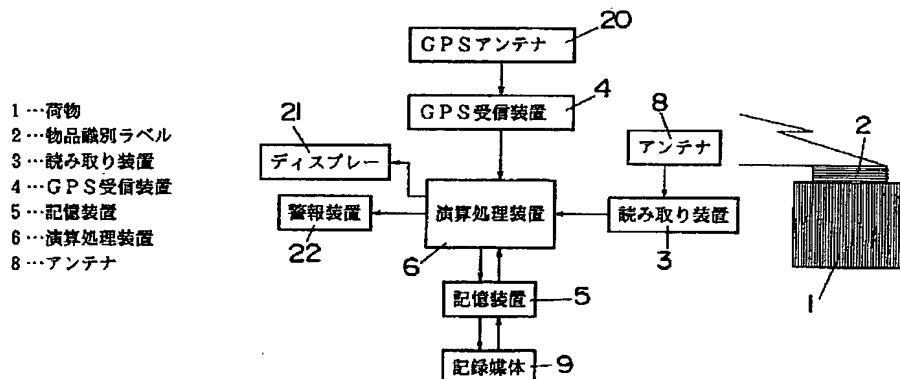 1…荷物
2…物品識別ラベル
3…読み取り装置
4…GPS受信装置
5…記憶装置
6…演算処理装置
8…アンテナ
20
GPSアンテナ
4
GPS受信装置
21
ディスプレー
8
アンテナ
2
警報装置
22
演算処理装置
6
読み取り装置
3
1
記憶装置
5
記録媒体
9